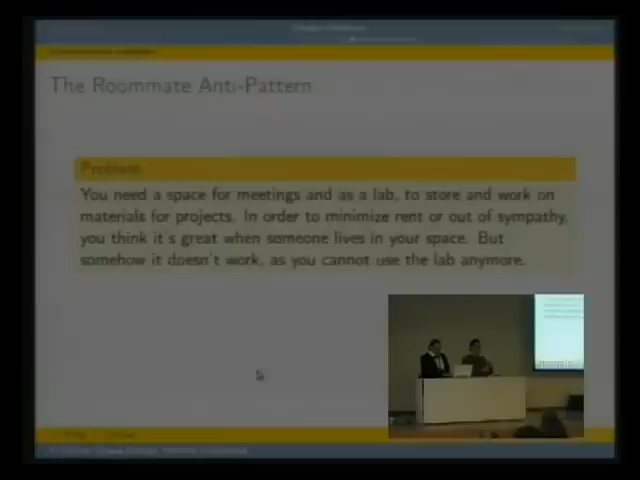 The Roommate Anti-Pattern
Problem
You need a space for meetings and as a lab, to store and work on
materials for projects. In order to minimize rent or out of sympathy,
you think it's great when someone lives in your space. But
somehow it doesn't work, as you cannot use the lab anymore.